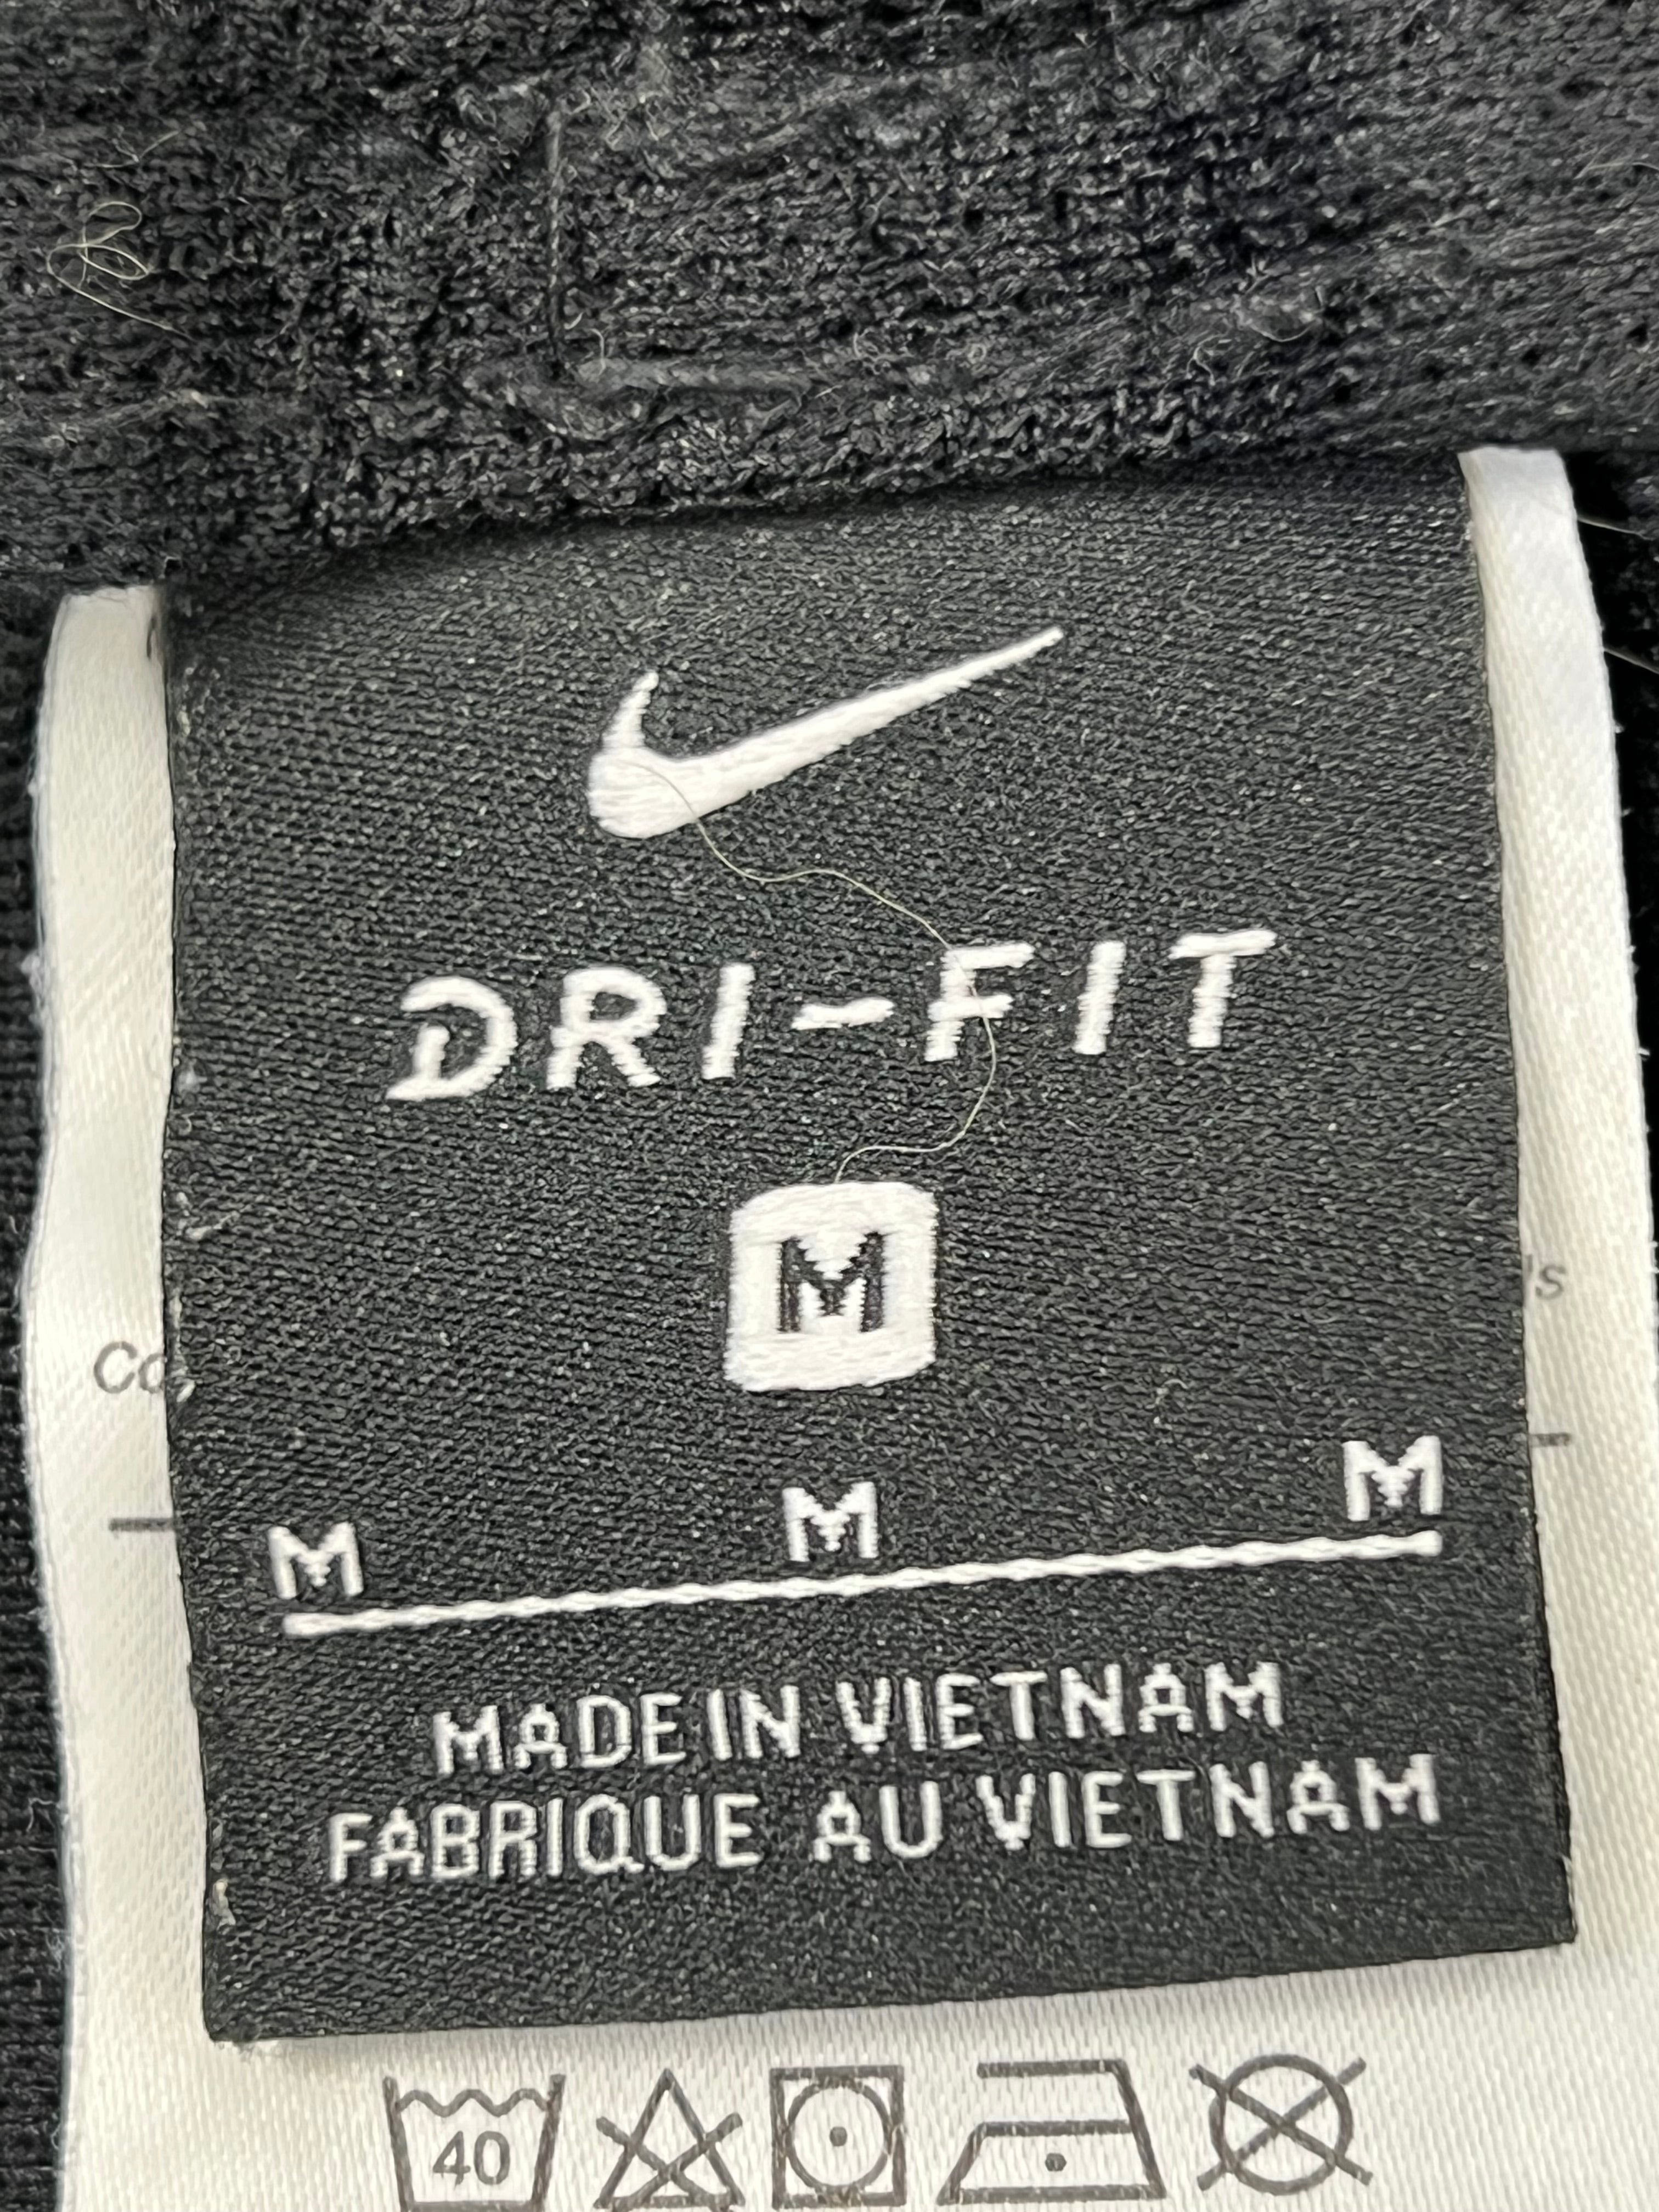 DRI-FIT
M
M M M
MADE IN VIETNAM
FABRIQUE AU VIETNAM
40